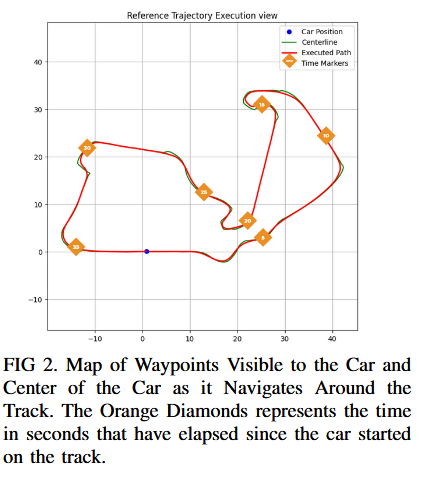 Reference Trajectory Execution view
Car Position
Centerline
Executed Path
Time Markers
40
30
20
10
0
−10
−10
0
10
20
30
40
30
15
10
25
20
5
35
FIG 2. Map of Waypoints Visible to the Car and
Center of the Car as it Navigates Around the
Track. The Orange Diamonds represents the time
in seconds that have elapsed since the car started
on the track.